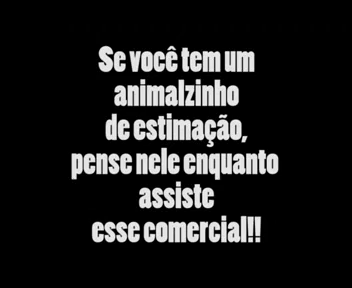 Se você tem um
animalzinho
de estimação,
pense nele enquanto
assiste
esse comercial!!